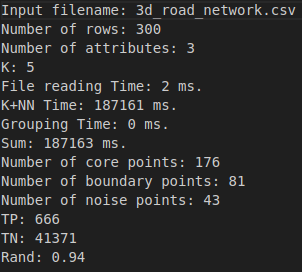 Input filename: 3d_road_network.csv
Number of rows: 300
Number of attributes: 3
K: 5
File reading Time: 2 ms.
K+NN Time: 187161 ms.
Grouping Time: 0 ms.
Sum: 187163 ms.
Number of core points: 176
Number of boundary points: 81
Number of noise points: 43
TP: 666
TN: 41371
Rand: 0.94